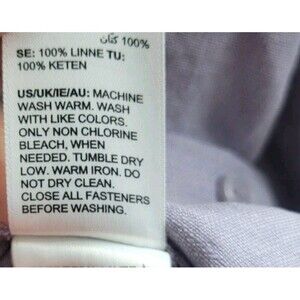 100% كتان
SE: 100% LINNE TU:
100% KETEN
US/UK/IE/AU: MACHINE
WASH WARM. WASH
WITH LIKE COLORS.
ONLY NON CHLORINE
BLEACH, WHEN
NEEDED. TUMBLE DRY
LOW. WARM IRON. DO
NOT DRY CLEAN.
CLOSE ALL FASTENERS
BEFORE WASHING.